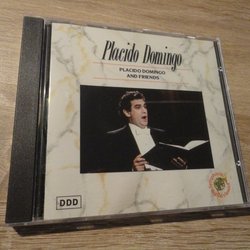 Placido Domingo
PLACIDO DOMINGO
AND FRIENDS
DDD